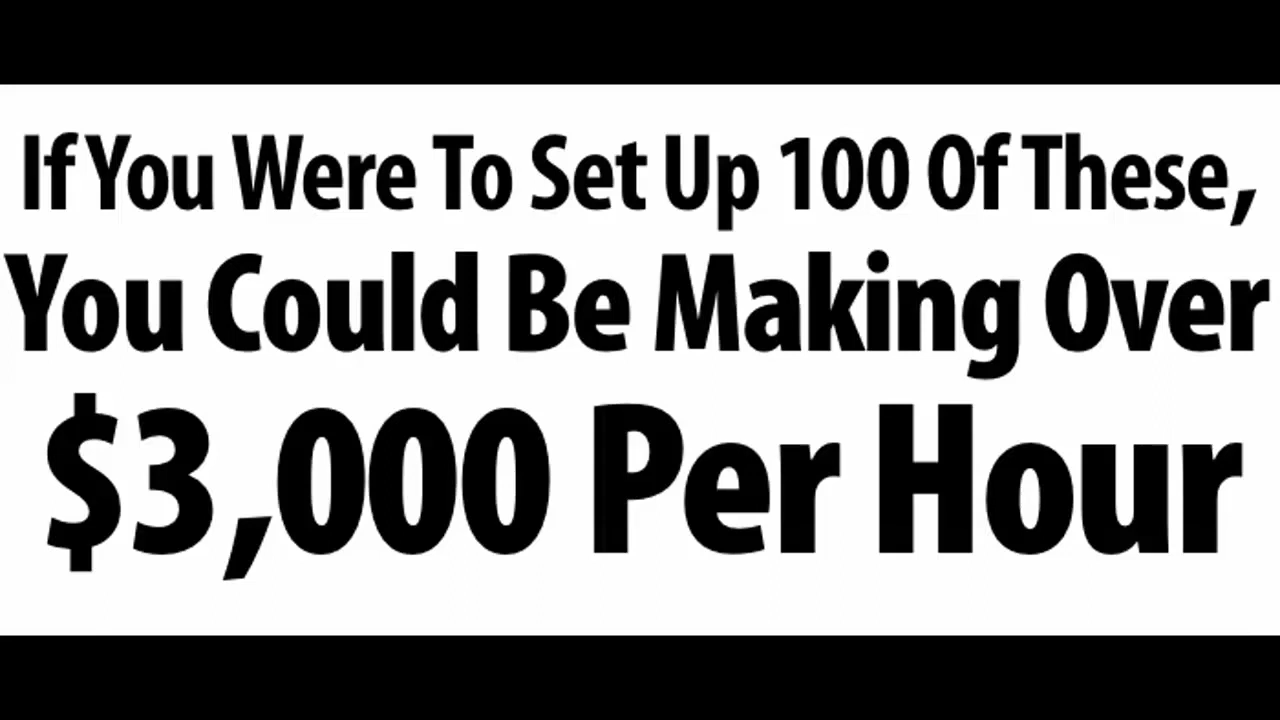 If You Were To Set Up 100 Of These,
You Could Be Making Over
$3,000 Per Hour